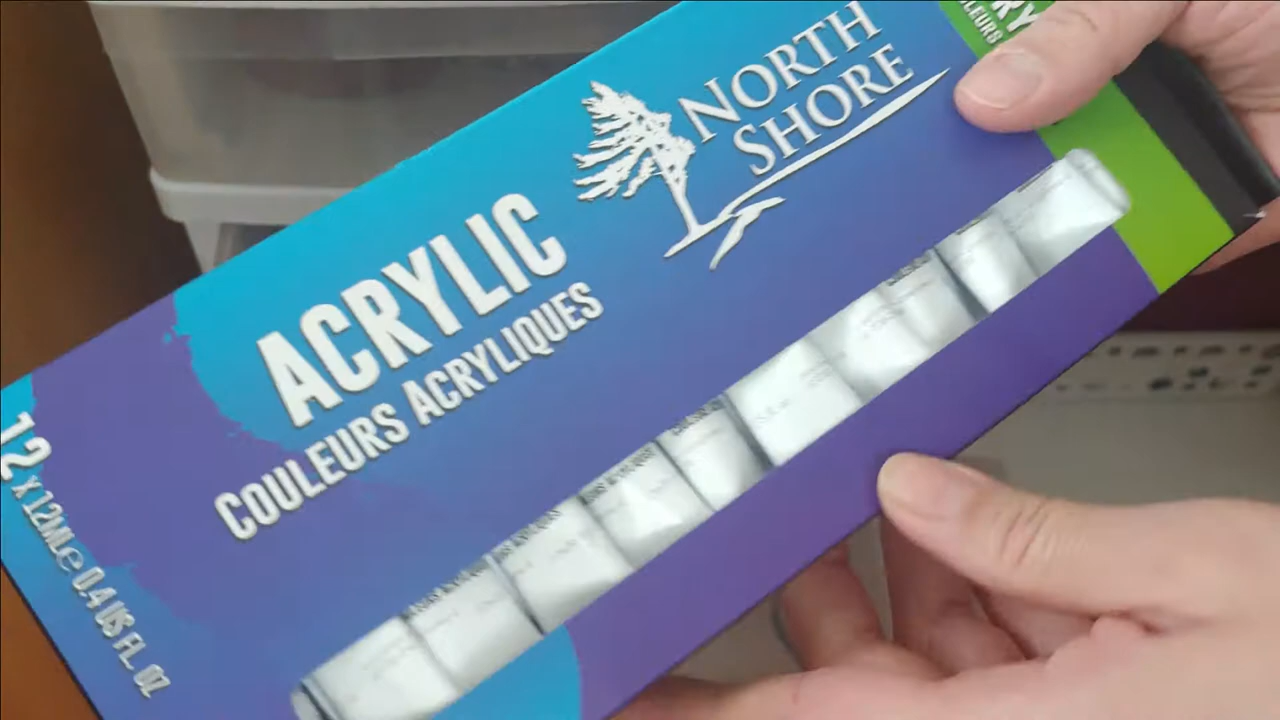 NORTH
SHORE
ACRYLIC
COULEURS ACRYLIQUES
12 x 12ML e 0.4 US FL. OZ